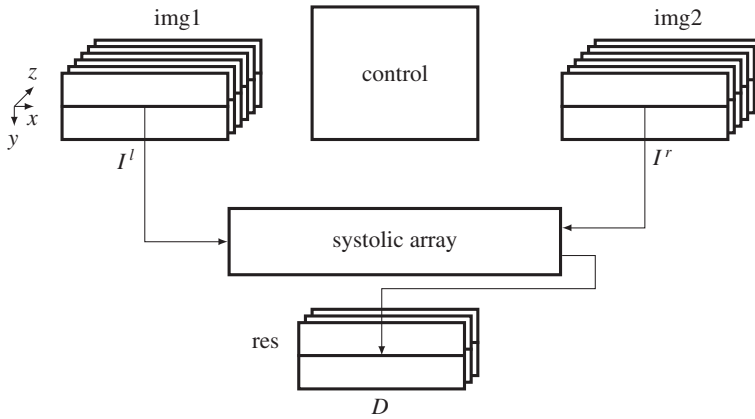 img1
img2
control
z
x
y
I^l
I^r
systolic array
res
D